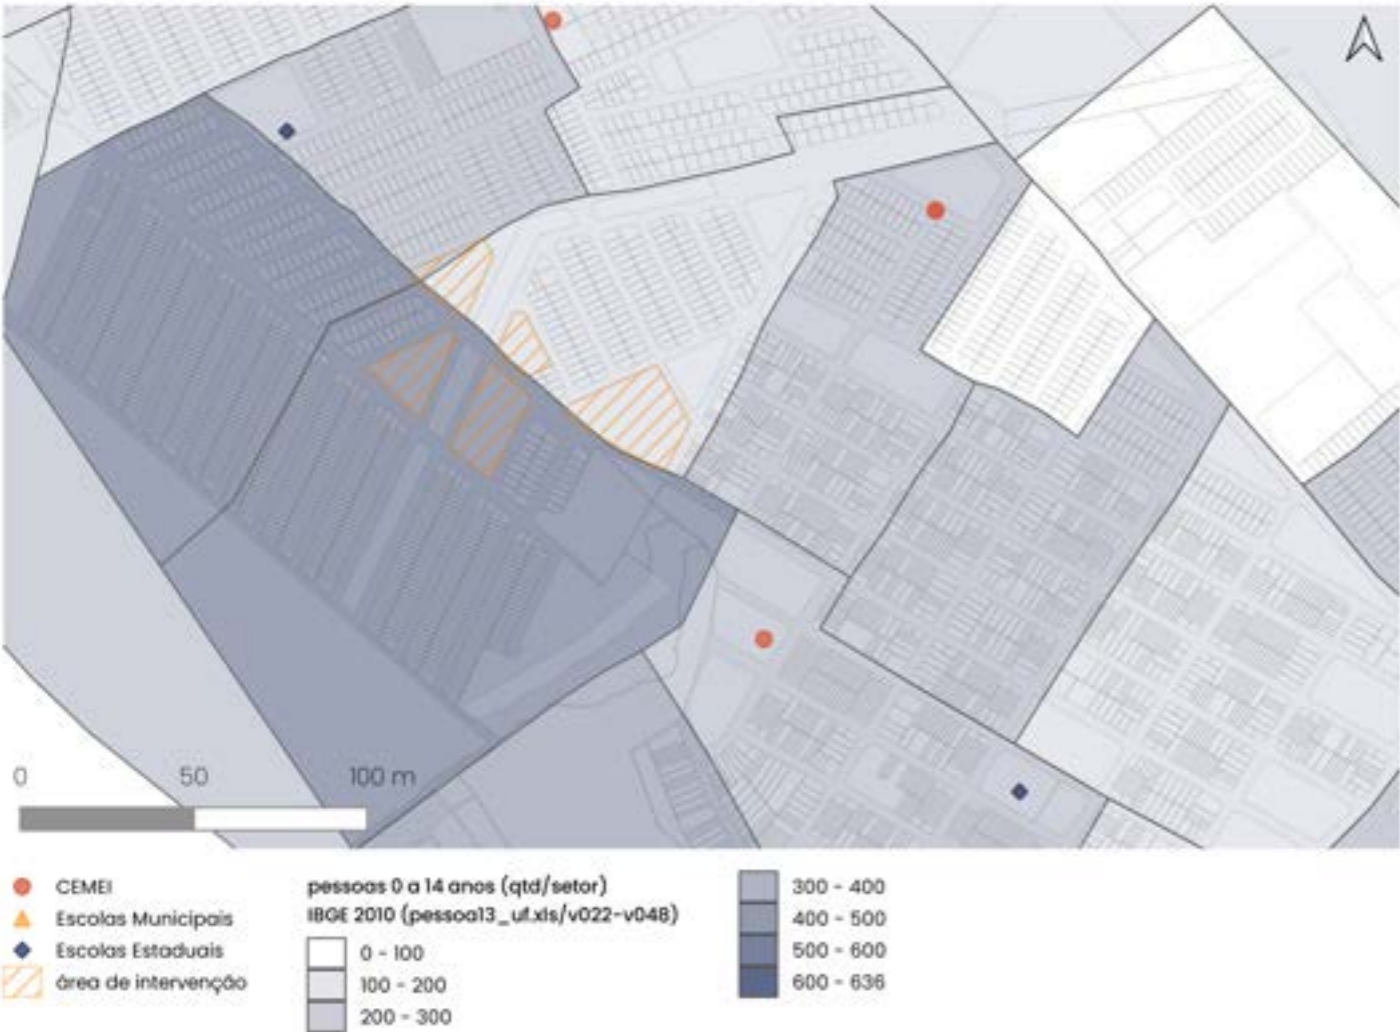 0 50 100 m
CEMEI
Escolas Municipais
Escolas Estaduais
área de intervenção
pessoas 0 a 14 anos (qtd/setor)
IBGE 2010 (pessoa13_uf.xls/v022-v048)
0 - 100
100 - 200
200 - 300
300 - 400
400 - 500
500 - 600
600 - 636